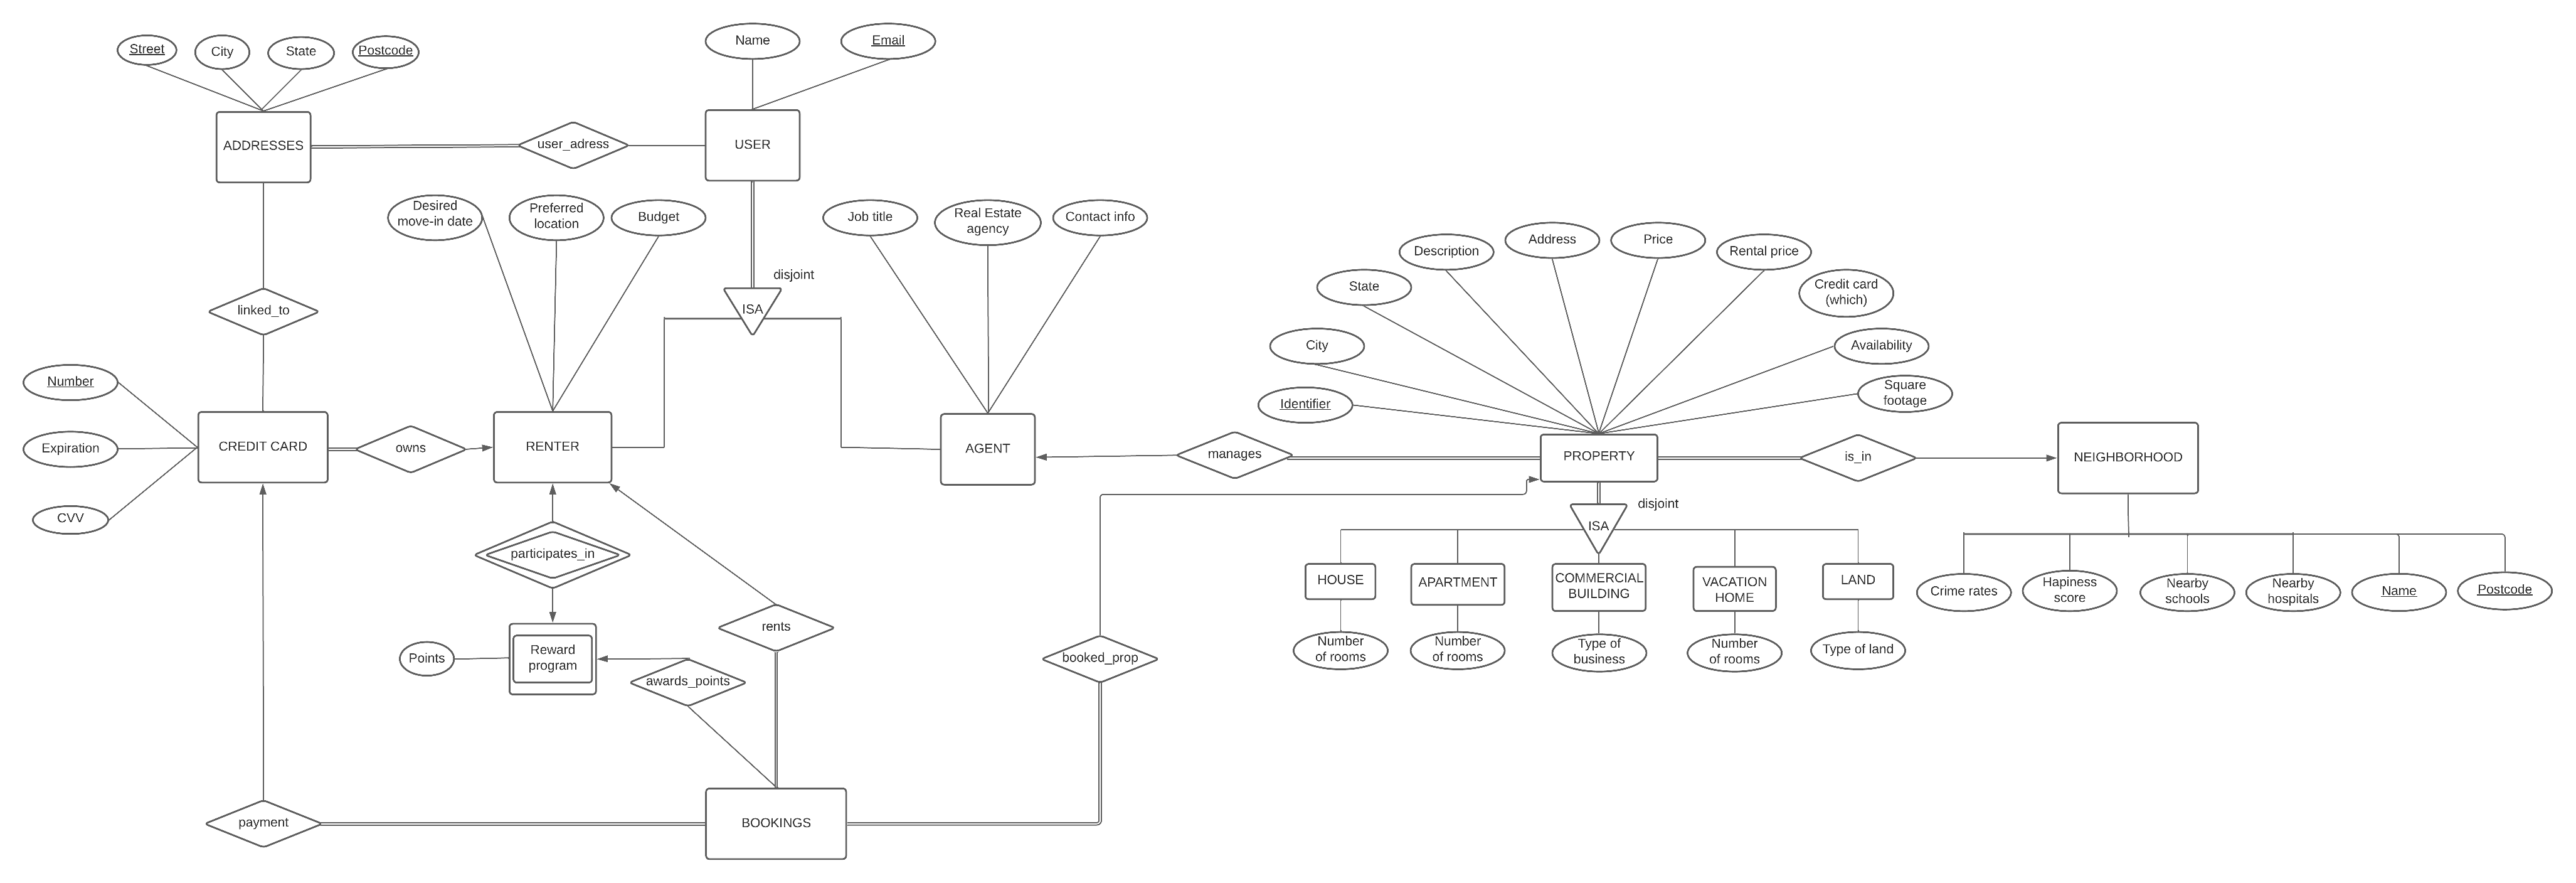 Street
City
State
Postcode
Name
Email
ADDRESSES
user_adress
USER
Desired
move-in date
Preferred
location
Budget
Job title
Real Estate
agency
Contact info
disjoint
ISA
linked_to
Description
Address
Price
Rental price
State
Credit card
(which)
City
Availability
Identifier
Square
footage
Number
Expiration
CVV
CREDIT CARD
owns
RENTER
AGENT
manages
PROPERTY
is_in
NEIGHBORHOOD
disjoint
ISA
participates_in
HOUSE
APARTMENT
COMMERCIAL
BUILDING
VACATION
HOME
LAND
Crime rates
Hapiness
score
Nearby
schools
Nearby
hospitals
Name
Postcode
Number
of rooms
Number
of rooms
Type of
business
Number
of rooms
Type of land
rents
Points
Reward
program
awards_points
booked_prop
payment
BOOKINGS